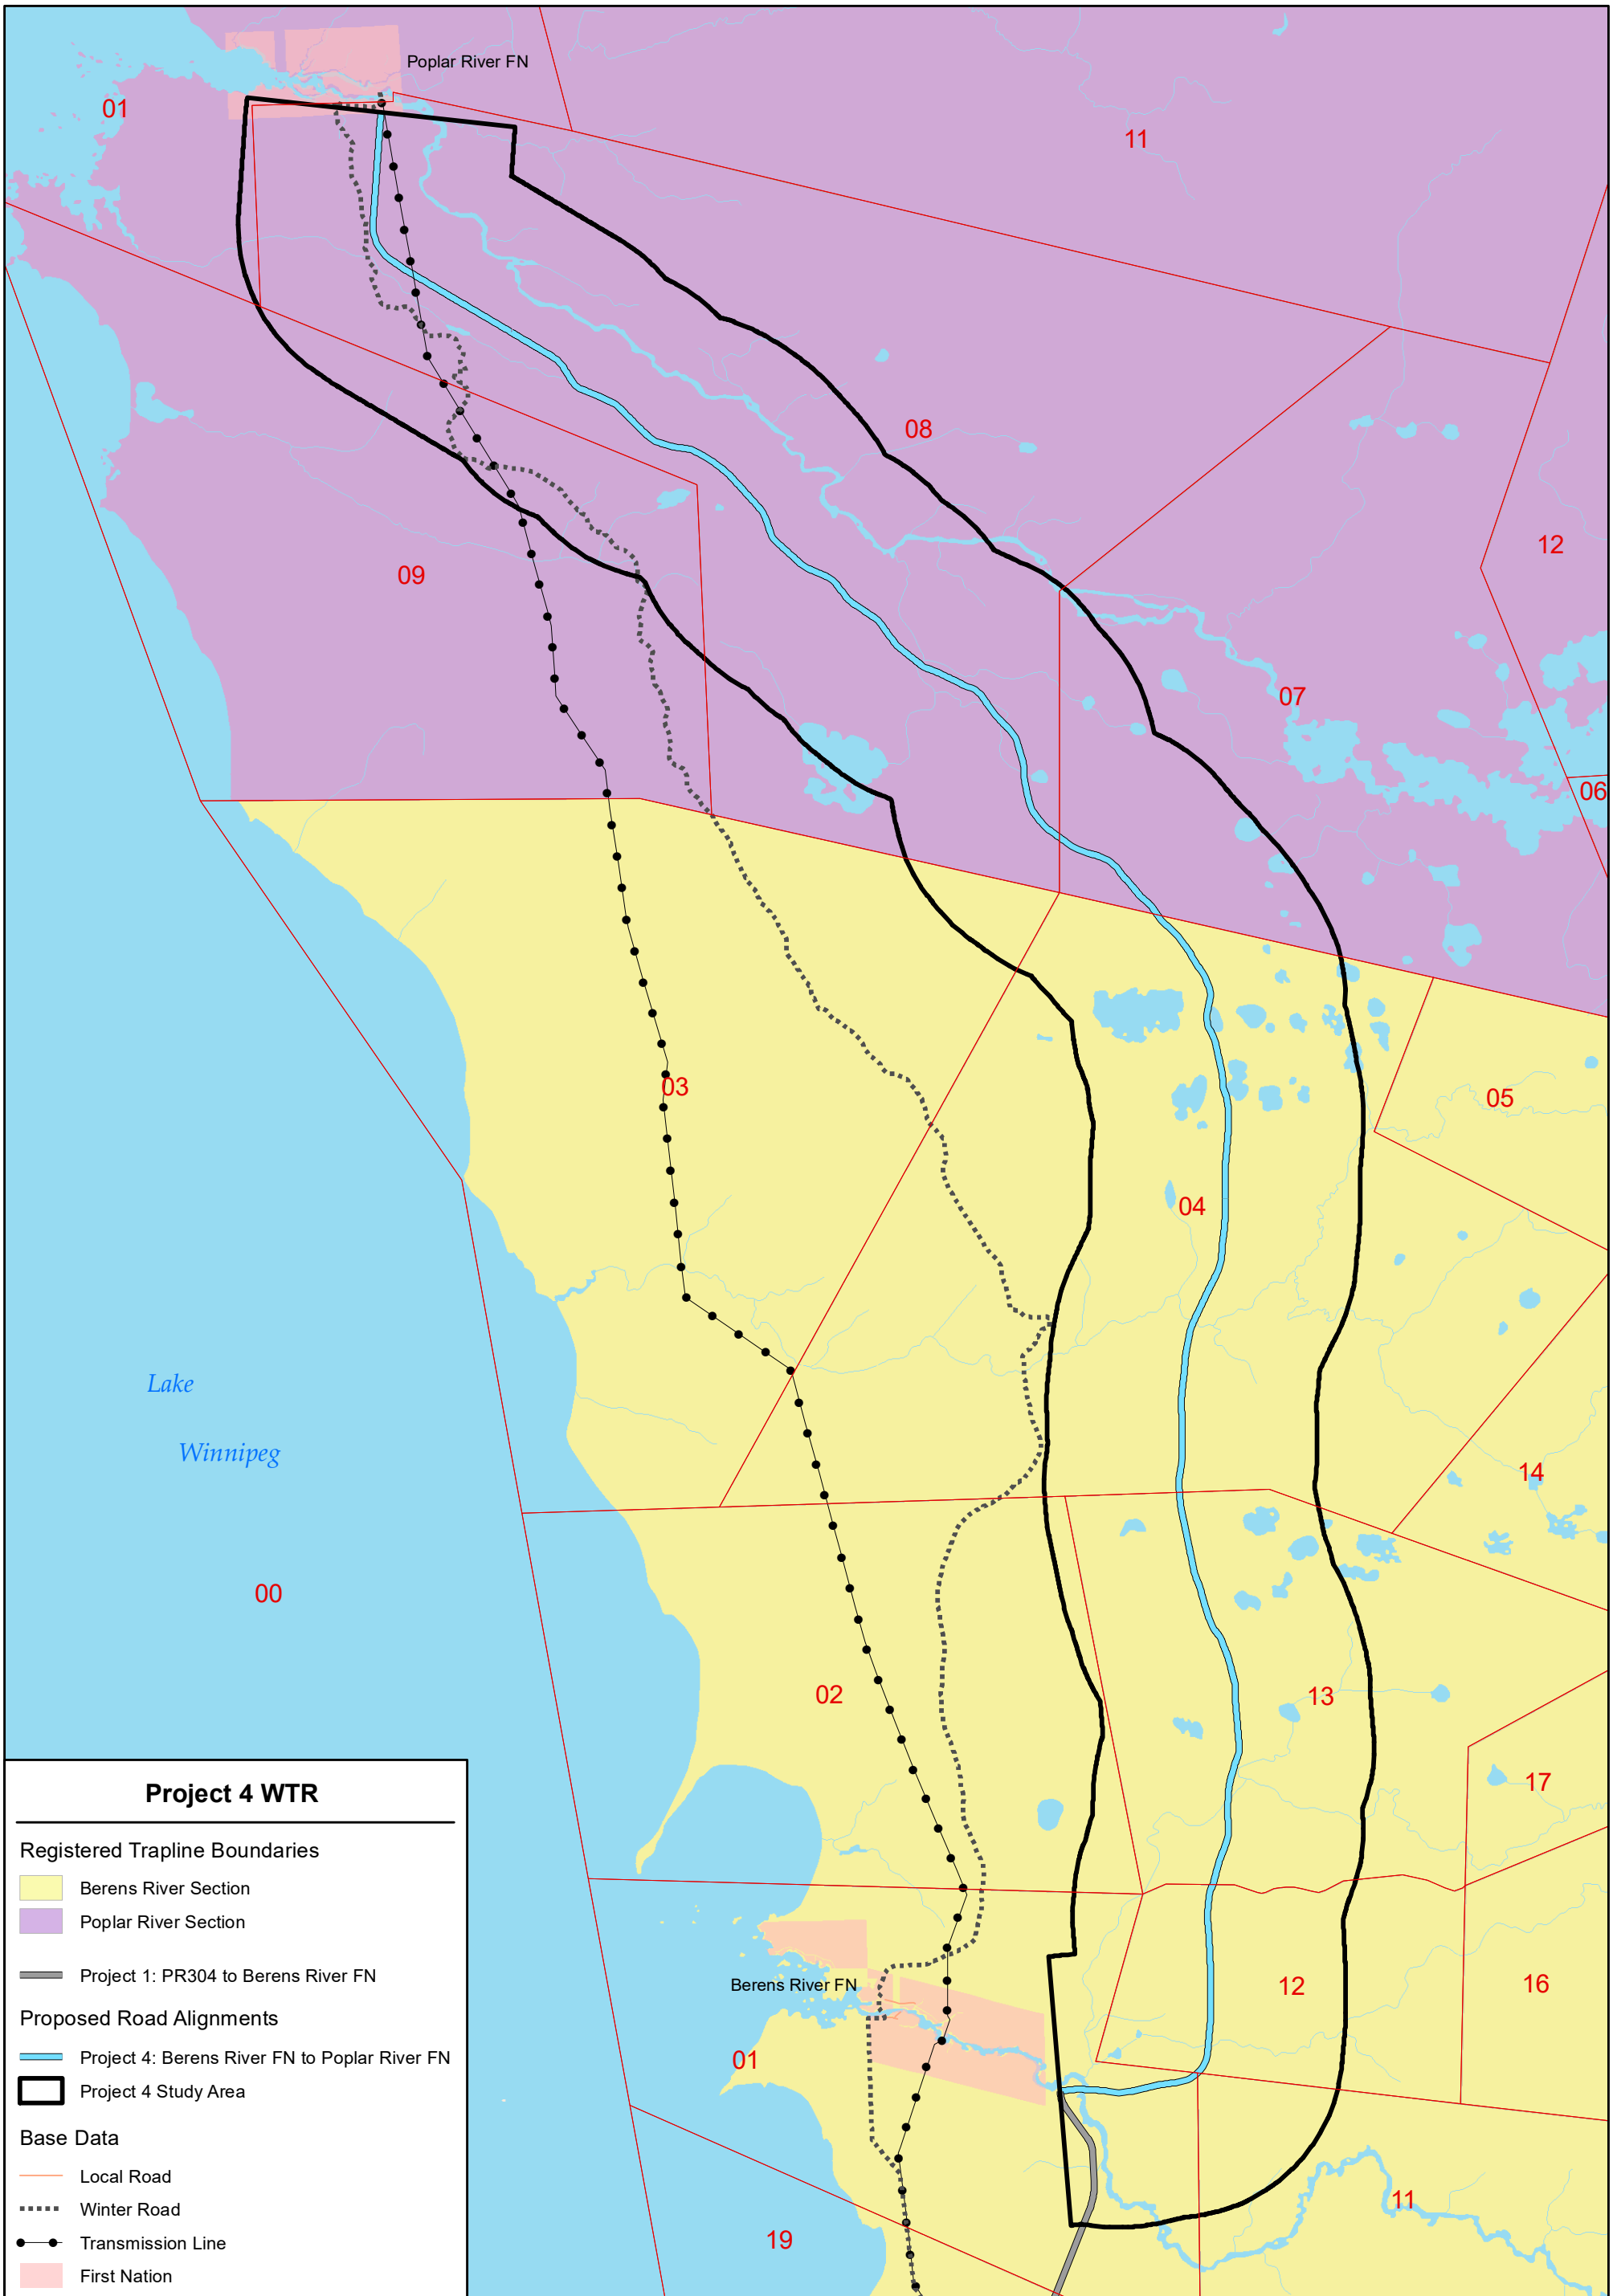 Poplar River FN
01
11
08
12
09
07
06
03
05
04
Lake
Winnipeg
14
00
02
13
17
Berens River FN
12
16
01
11
19
Project 4 WTR
Registered Trapline Boundaries
Berens River Section
Poplar River Section
Project 1: PR304 to Berens River FN
Proposed Road Alignments
Project 4: Berens River FN to Poplar River FN
Project 4 Study Area
Base Data
Local Road
Winter Road
Transmission Line
First Nation